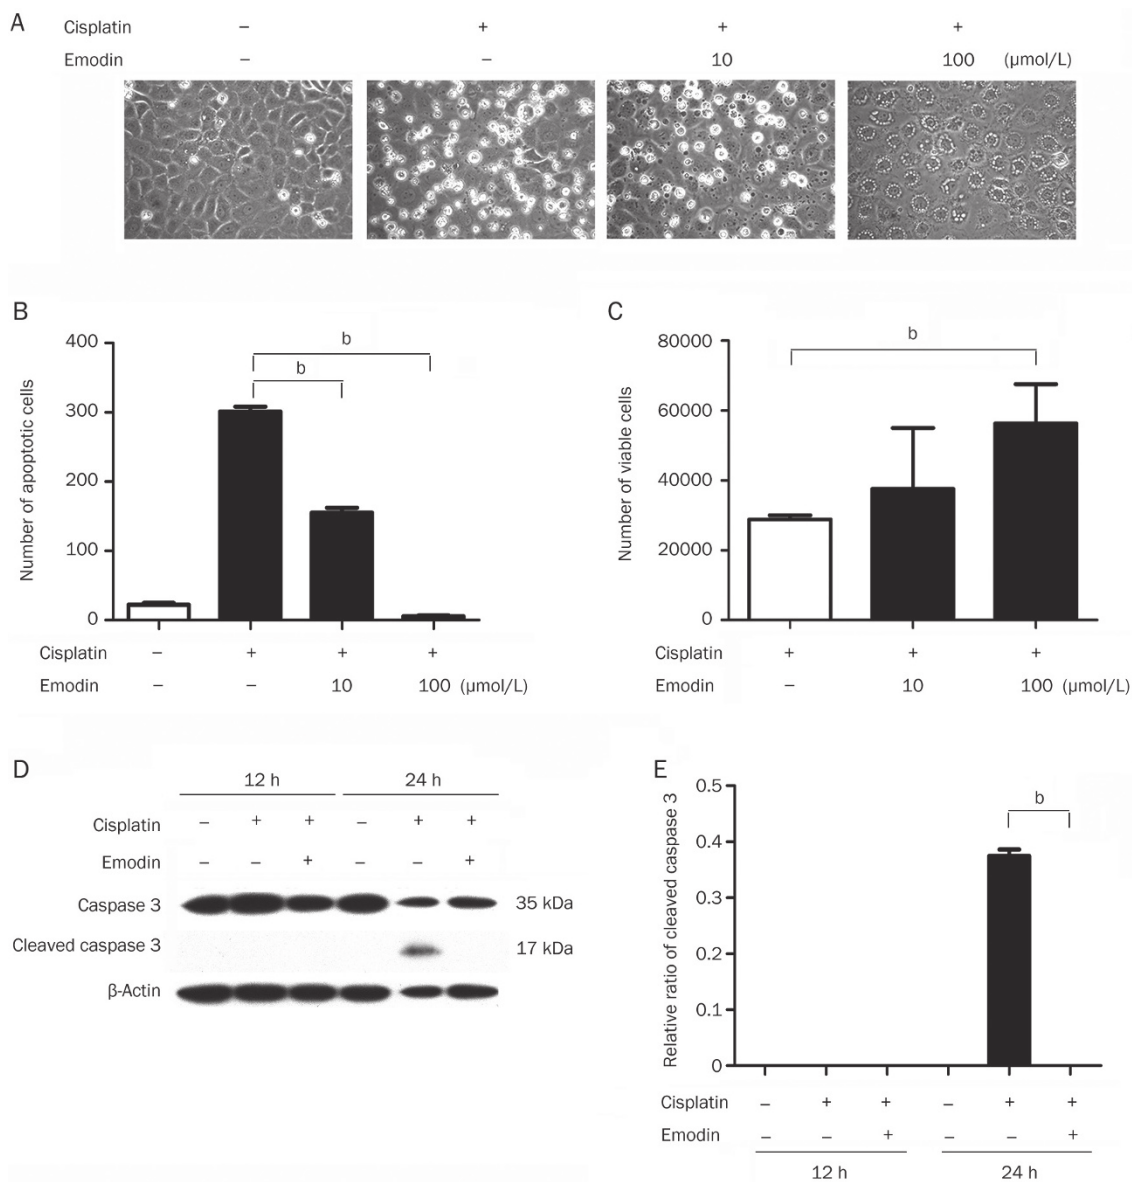 A
Cisplatin – + + +
Emodin – – 10 100 (μmol/L)
B
Number of apoptotic cells
400
300
200
100
0
b
b
Cisplatin – + + +
Emodin – – 10 100 (μmol/L)
C
Number of viable cells
80000
60000
40000
20000
0
b
Cisplatin + + +
Emodin – 10 100 (μmol/L)
D
12 h 24 h
Cisplatin – + + – + +
Emodin – – + – – +
Caspase 3 35 kDa
Cleaved caspase 3 17 kDa
β-Actin
E
Relative ratio of cleaved caspase 3
0.5
0.4
0.3
0.2
0.1
0
b
Cisplatin – + + – + +
Emodin – – + – – +
12 h 24 h